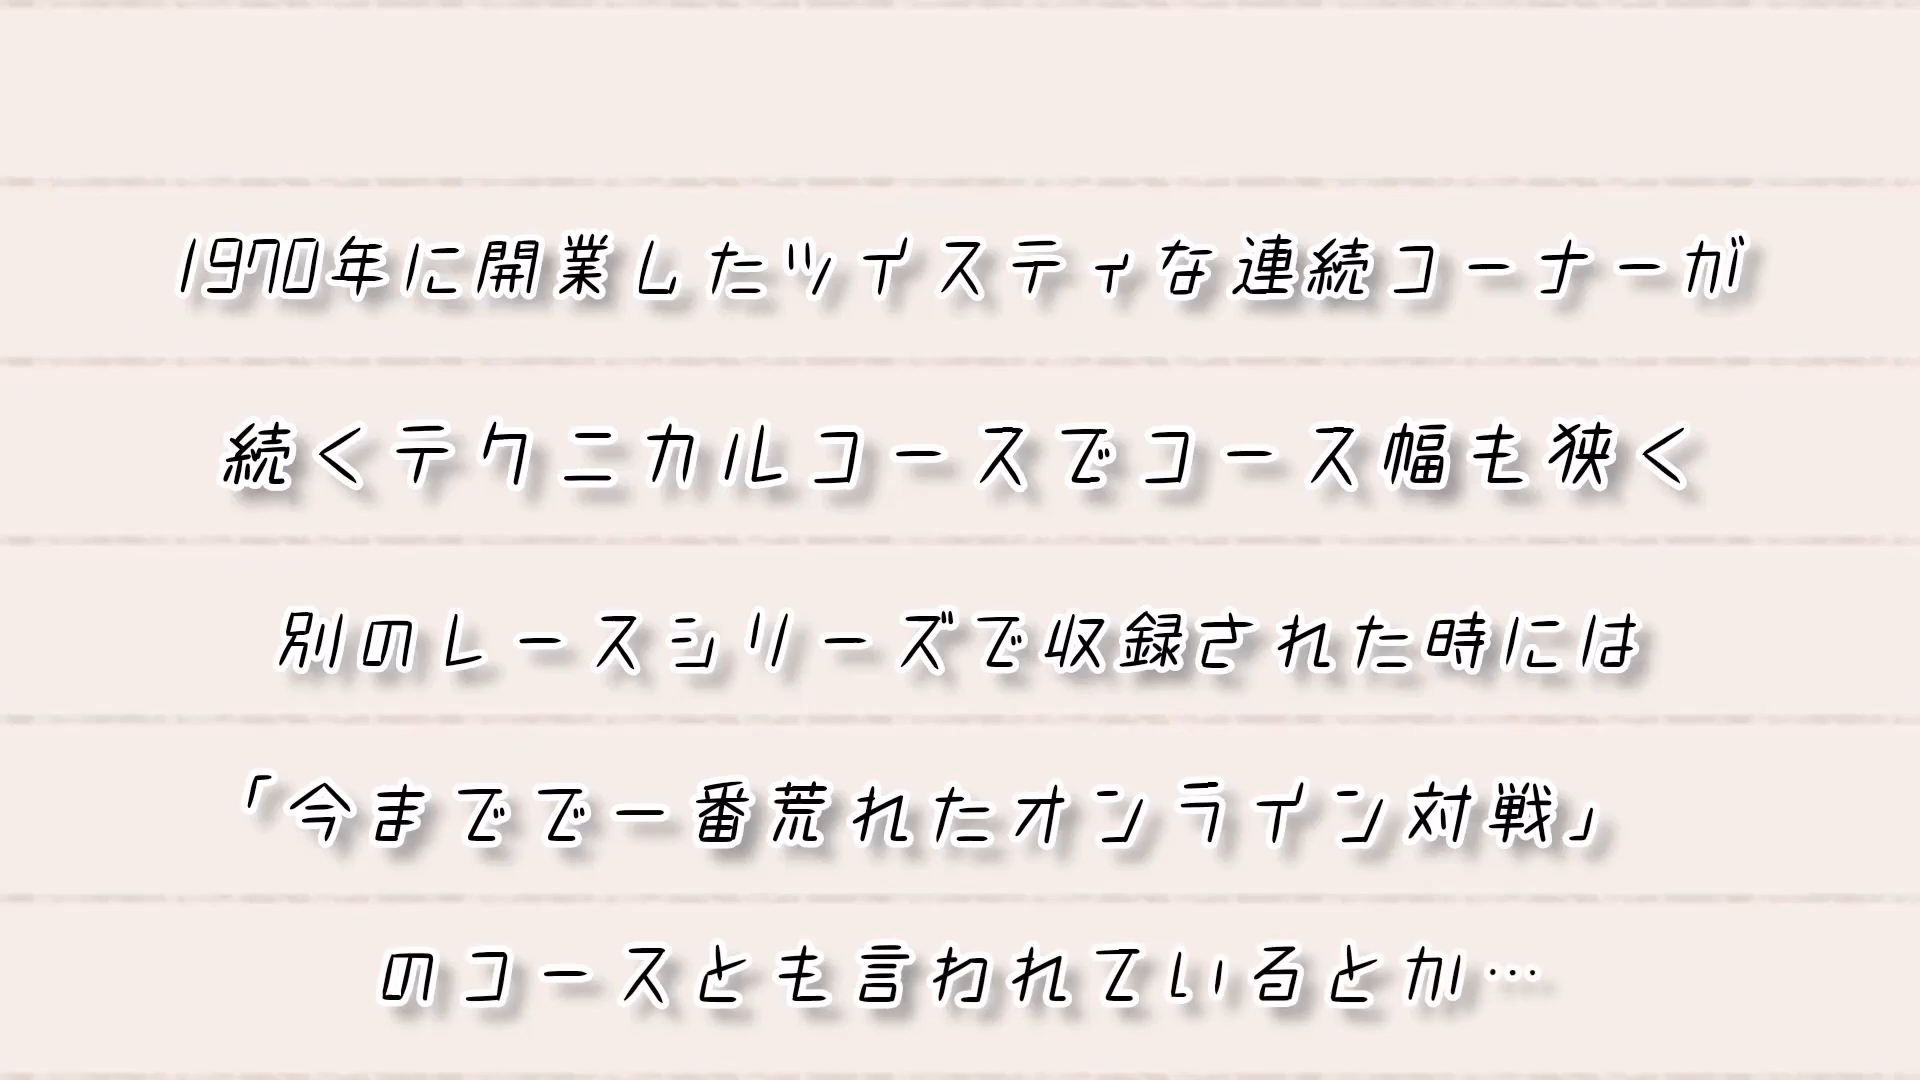 1970年に開業したツイスティな連続コーナーが
続くテクニカルコースでコース幅も狭く
別のレースシリーズで収録された時には
「今までで一番荒れたオンライン対戦」
のコースとも言われているとか…